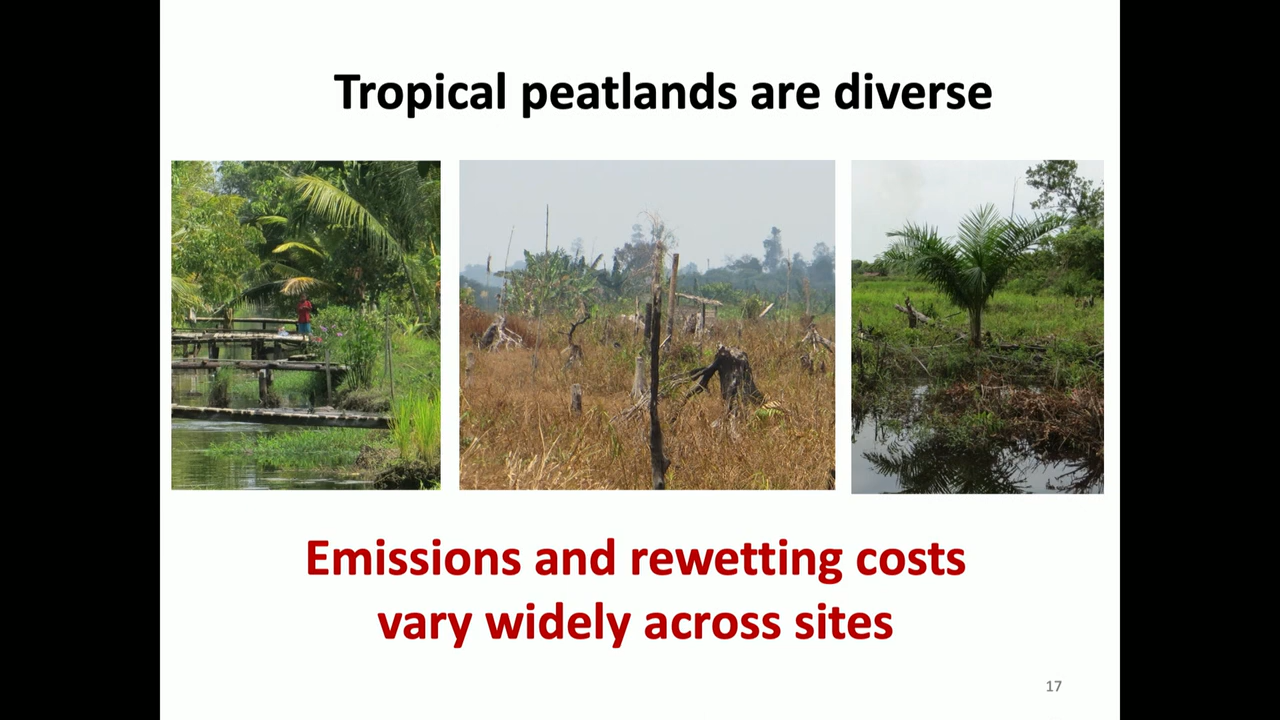 Tropical peatlands are diverse
Emissions and rewetting costs
vary widely across sites
17